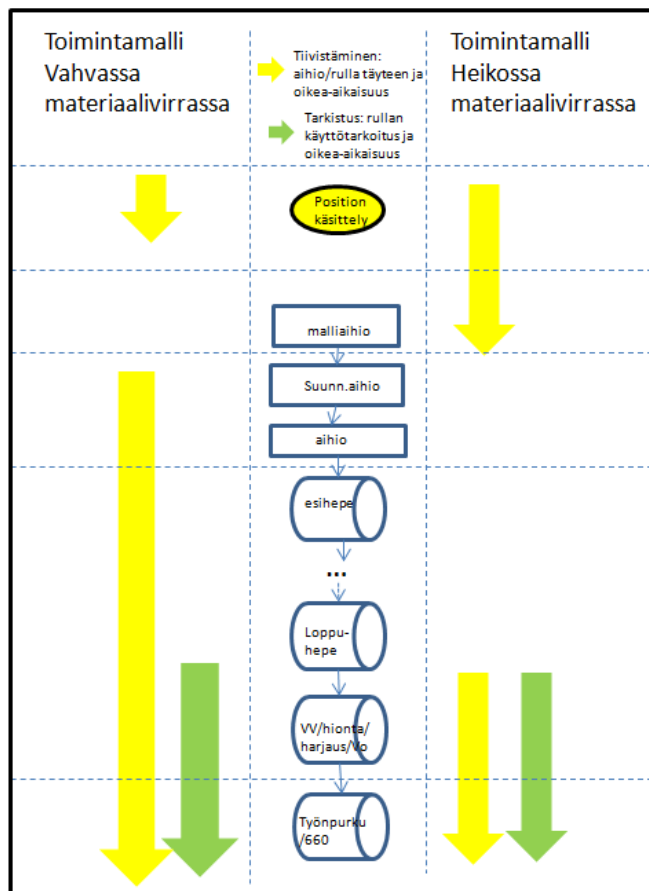 Toimintamalli
Vahvassa
materiaalivirrassa
Tiivistäminen:
aihio/rulla täyteen ja
oikea-aikaisuus
Tarkistus: rullan
käyttötarkoitus ja
oikea-aikaisuus
Toimintamalli
Heikossa
materiaalivirrassa
Position
käsittely
malliaihio
Suunn.aihio
aihio
esihepe
...
Loppu-
hepe
VV/hionta/
harjaus/Vo
Työnpurku
/660